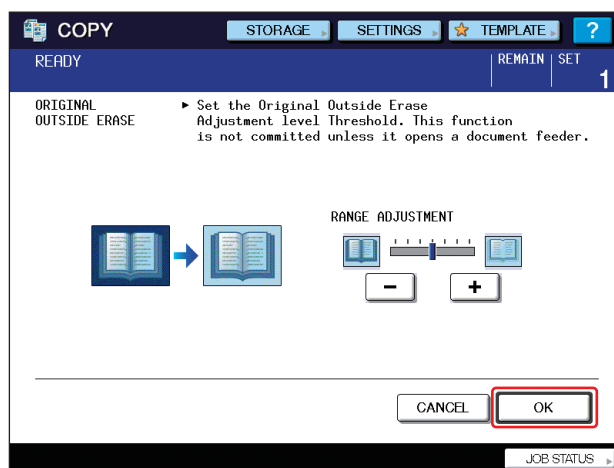 COPY
STORAGE
SETTINGS
TEMPLATE
?
READY
REMAIN
SET
1
ORIGINAL
OUTSIDE ERASE
► Set the Original Outside Erase
Adjustment level Threshold. This function
is not committed unless it opens a document feeder.
RANGE ADJUSTMENT
−
+
CANCEL
OK
JOB STATUS